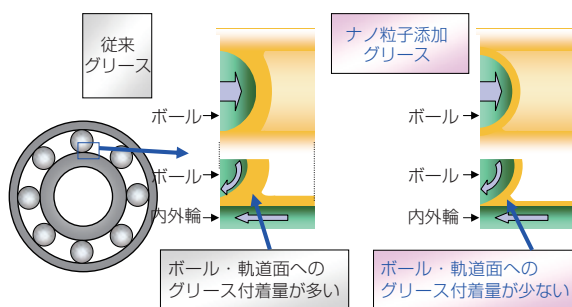 従来
グリース
ナノ粒子添加
グリース
ボール
ボール
ボール
ボール
内外輪
内外輪
ボール・軌道面への
グリース付着量が多い
ボール・軌道面への
グリース付着量が少ない